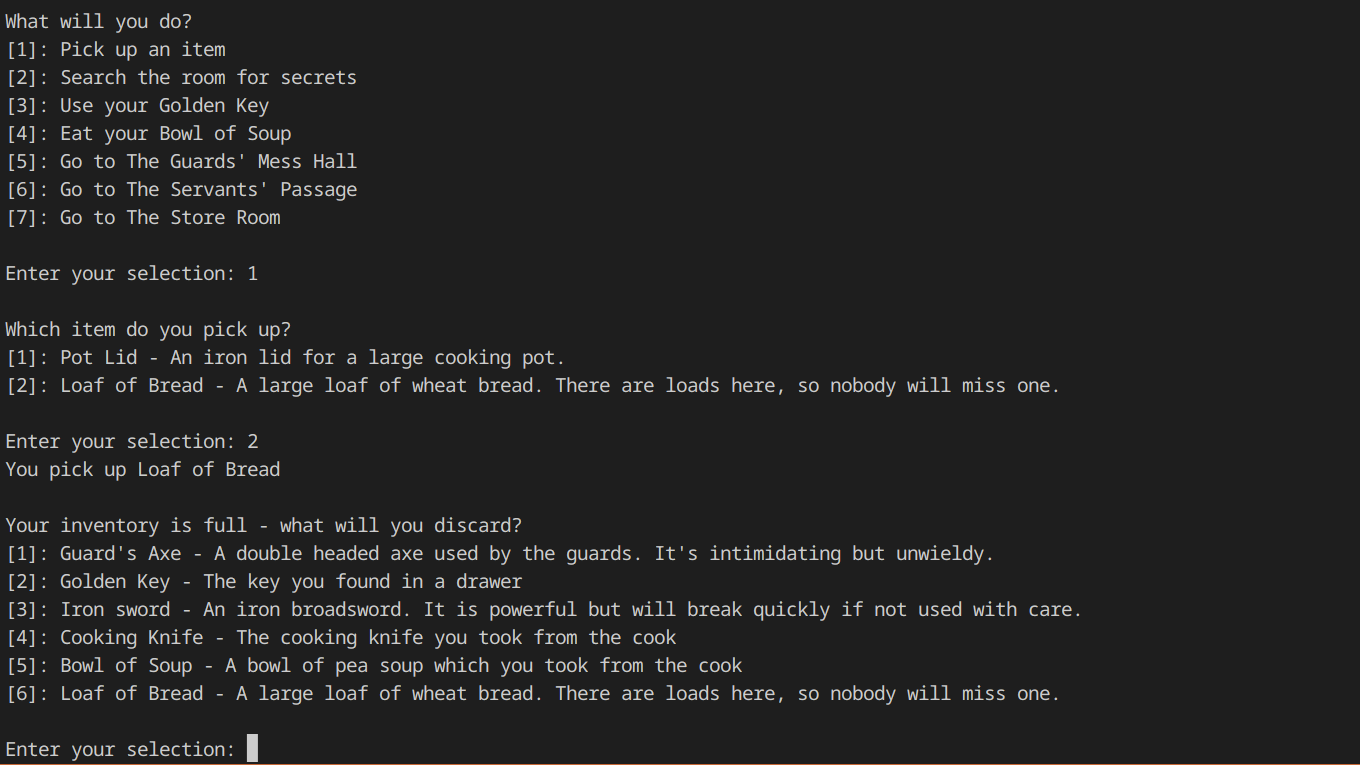 What will you do?
[1]: Pick up an item
[2]: Search the room for secrets
[3]: Use your Golden Key
[4]: Eat your Bowl of Soup
[5]: Go to The Guards' Mess Hall
[6]: Go to The Servants' Passage
[7]: Go to The Store Room
Enter your selection: 1
Which item do you pick up?
[1]: Pot Lid - An iron lid for a large cooking pot.
[2]: Loaf of Bread - A large loaf of wheat bread. There are loads here, so nobody will miss one.
Enter your selection: 2
You pick up Loaf of Bread
Your inventory is full - what will you discard?
[1]: Guard's Axe - A double headed axe used by the guards. It's intimidating but unwieldy.
[2]: Golden Key - The key you found in a drawer
[3]: Iron sword - An iron broadsword. It is powerful but will break quickly if not used with care.
[4]: Cooking Knife - The cooking knife you took from the cook
[5]: Bowl of Soup - A bowl of pea soup which you took from the cook
[6]: Loaf of Bread - A large loaf of wheat bread. There are loads here, so nobody will miss one.
Enter your selection: